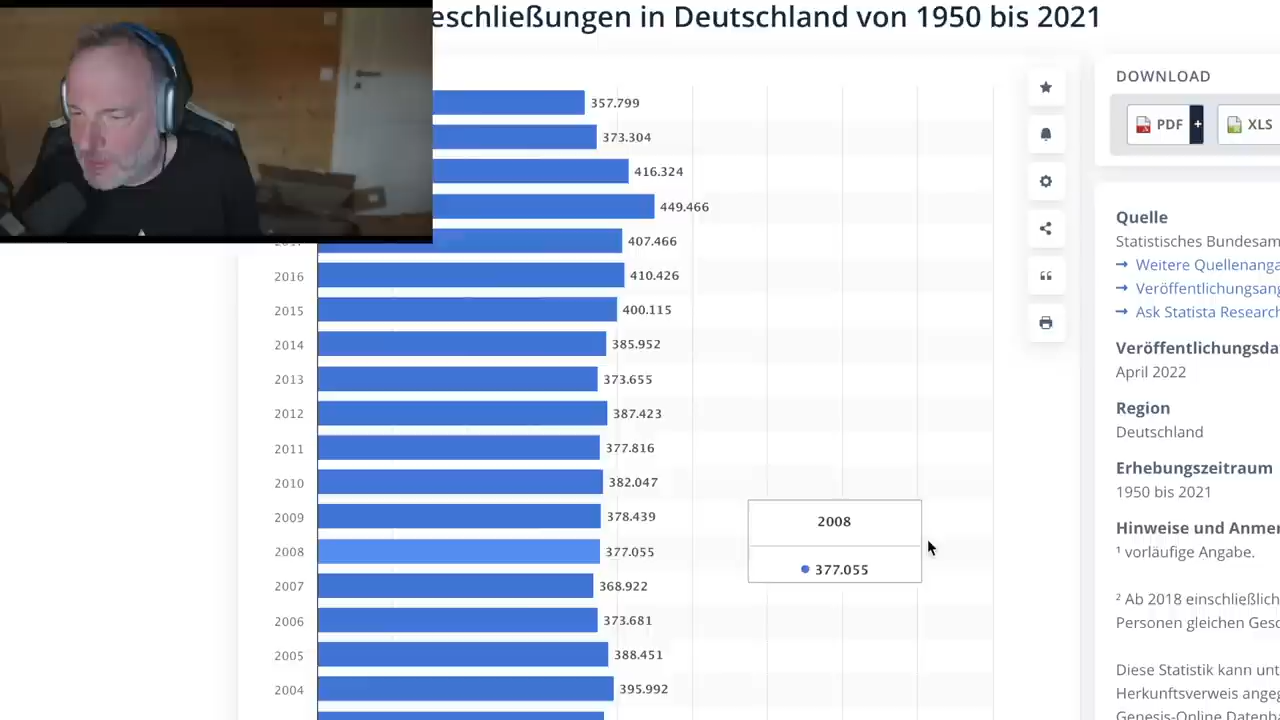 eschließungen in Deutschland von 1950 bis 2021
357.799
373.304
416.324
449.466
407.466
2016 410.426
2015 400.115
2014 385.952
2013 373.655
2012 387.423
2011 377.816
2010 382.047
2009 378.439
2008 377.055
2007 368.922
2006 373.681
2005 388.451
2004 395.992
2008
377.055
DOWNLOAD
PDF + XLS
Quelle
Statistisches Bundesam
→ Weitere Quellenanga
→ Veröffentlichungsang
→ Ask Statista Research
Veröffentlichungsda
April 2022
Region
Deutschland
Erhebungszeitraum
1950 bis 2021
Hinweise und Anmer
¹ vorläufige Angabe.
² Ab 2018 einschließlich
Personen gleichen Gesc
Diese Statistik kann unt
Herkunftsverweis angeg
Genesis-Online Datenb